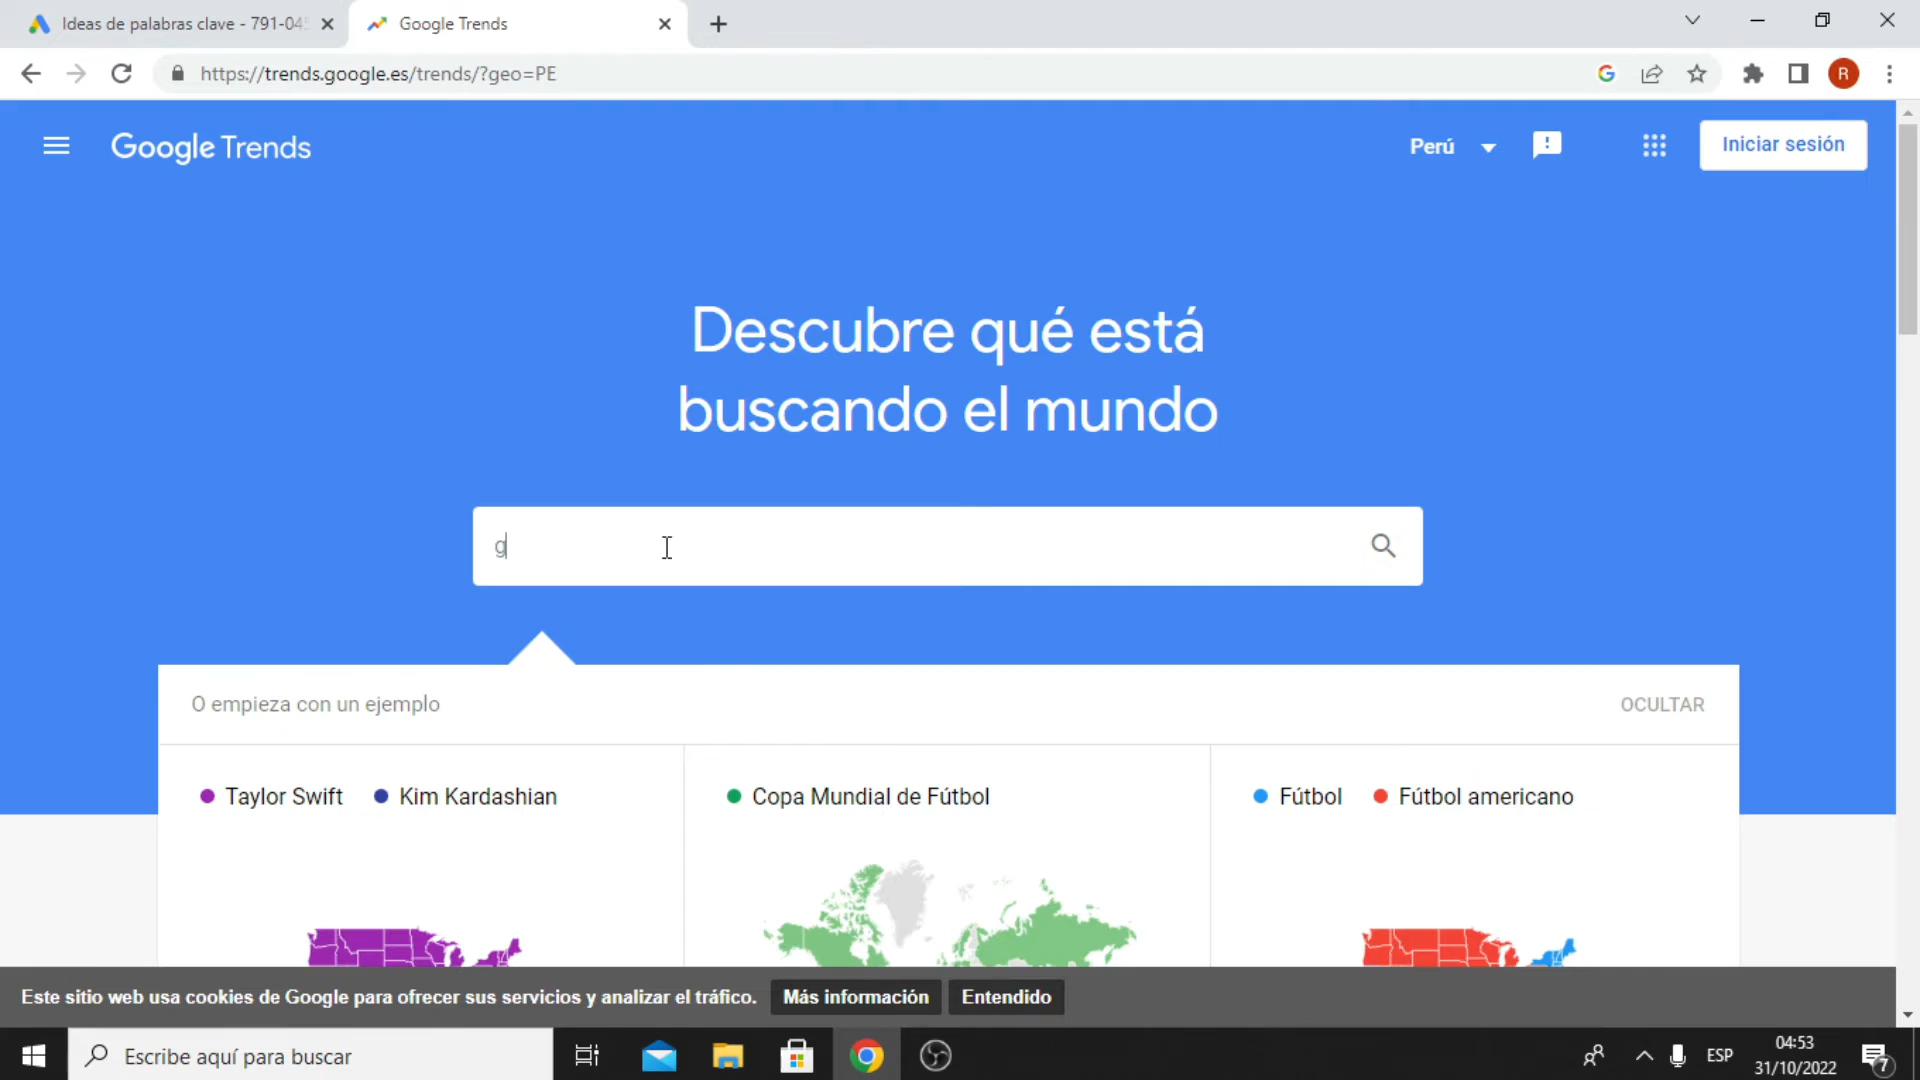 Ideas de palabras clave - 791-045
Google Trends
https://trends.google.es/trends/?geo=PE
R
Google Trends
Perú
Iniciar sesión
Descubre qué está
buscando el mundo
g
O empieza con un ejemplo
OCULTAR
Taylor Swift
Kim Kardashian
Copa Mundial de Fútbol
Fútbol
Fútbol americano
Este sitio web usa cookies de Google para ofrecer sus servicios y analizar el tráfico.
Más información
Entendido
Escribe aquí para buscar
ESP
04:53
31/10/2022
7